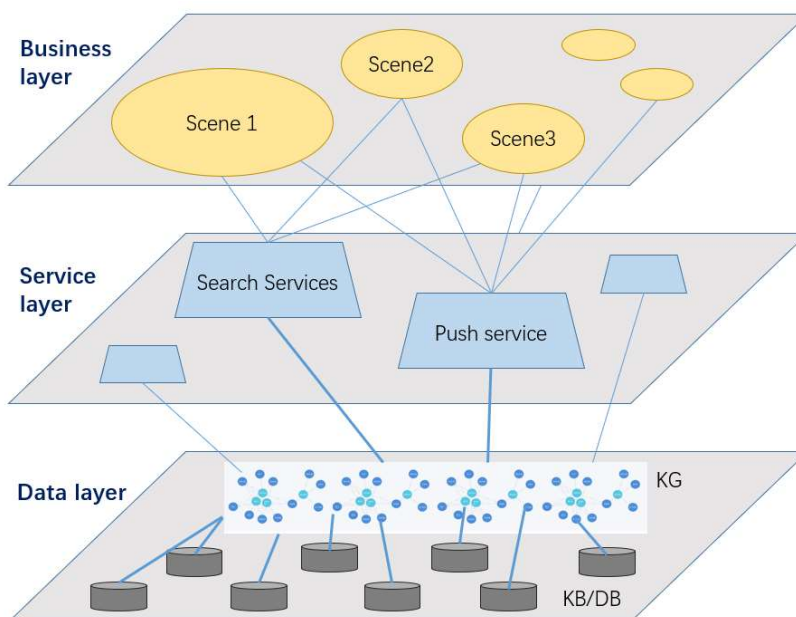 Business
layer
Scene 1
Scene2
Scene3
Service
layer
Search Services
Push service
Data layer
KG
KB/DB